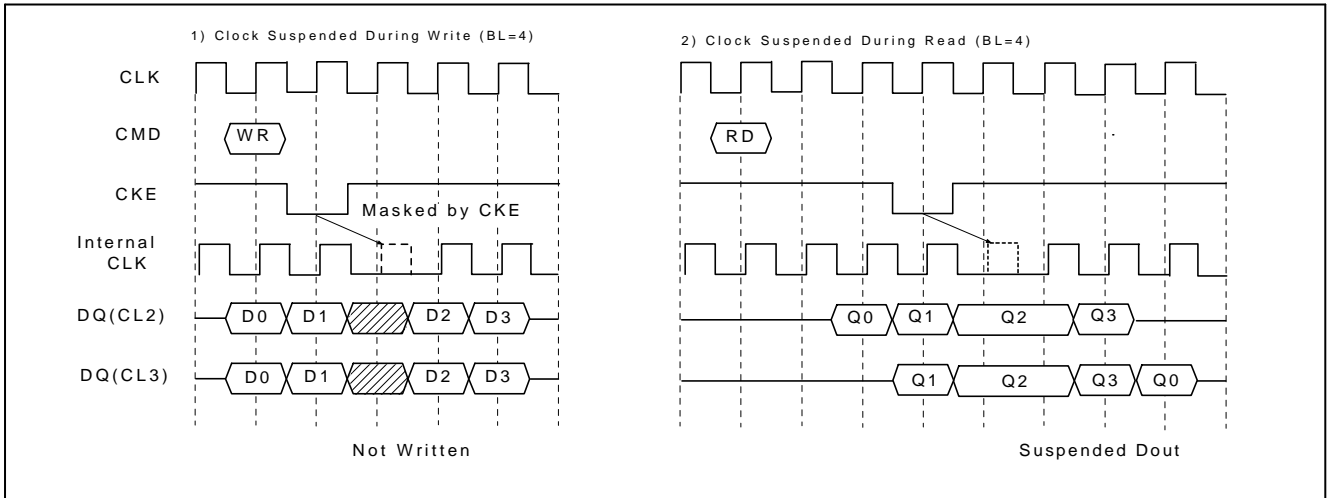 1) Clock Suspended During Write (BL=4)
CLK
CMD
WR
CKE
Masked by CKE
Internal
CLK
DQ(CL2)
D0 D1 D2 D3
DQ(CL3)
D0 D1 D2 D3
Not Written
2) Clock Suspended During Read (BL=4)
RD
Q0 Q1 Q2 Q3
Q1 Q2 Q3 Q0
Suspended Dout